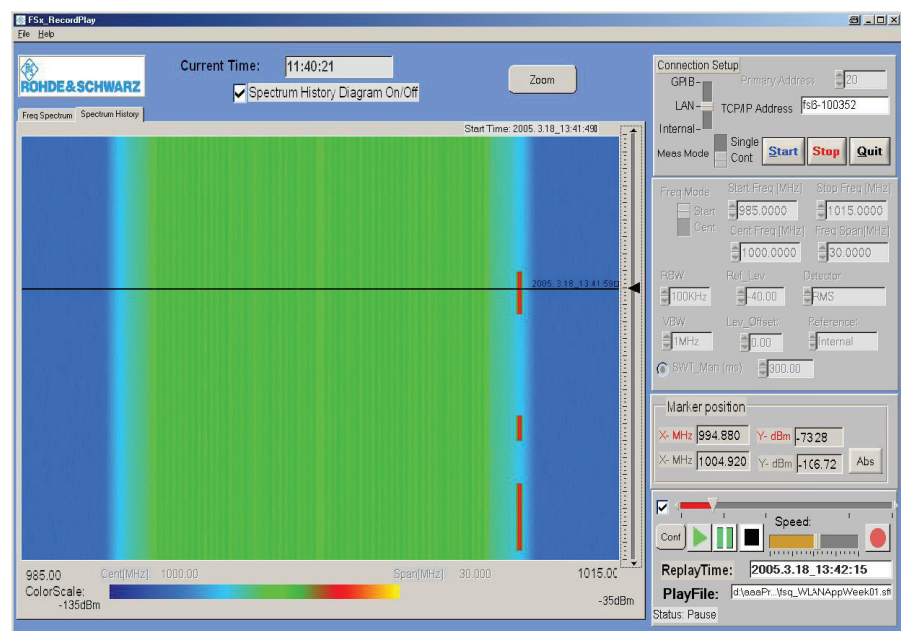 FSx_RecordPlay
File Help
ROHDE&SCHWARZ
Current Time: 11:40:21
Spectrum History Diagram On/Off
Zoom
Freq Spectrum Spectrum History
Start Time: 2005. 3.18_13:41:49
2005. 3.18_13:41:59
985.00 Cent[MHz]: 1000.00 Span[MHz]: 30.000 1015.00
ColorScale:
-135dBm -35dBm
Connection Setup
GPIB- Primary Address 20
LAN- TCP/IP Address fsl6-100352
Internal-
Meas Mode Single Cont Start Stop Quit
Freq Mode Start Freq [MHz] Stop Freq [MHz]
Start 985.0000 1015.0000
Cent Cent Freq [MHz] Freq Span[MHz]
1000.0000 30.0000
RBW Ref_Lev Detector
100KHz -40.00 RMS
VBW Lev_Offset: Reference:
1MHz 0.00 Internal
SWT_Man (ms) 300.00
Marker position
X- MHz 994.880 Y- dBm -73.28
X- MHz 1004.920 Y- dBm -106.72 Abs
Speed:
Conf
ReplayTime: 2005.3.18_13:42:15
PlayFile: d:\aaaPr...\fsq_WLANAppWeek01.sft
Status: Pause